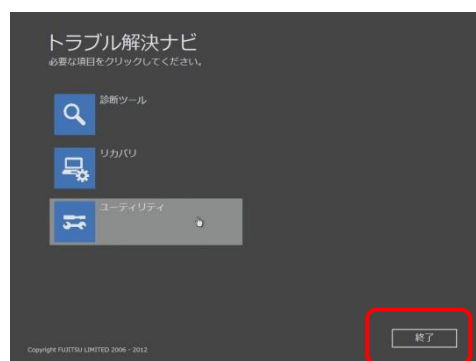 トラブル解決ナビ
必要な項目をクリックしてください。
診断ツール
リカバリ
ユーティリティ
終了
Copyright FUJITSU LIMITED 2006 - 2012